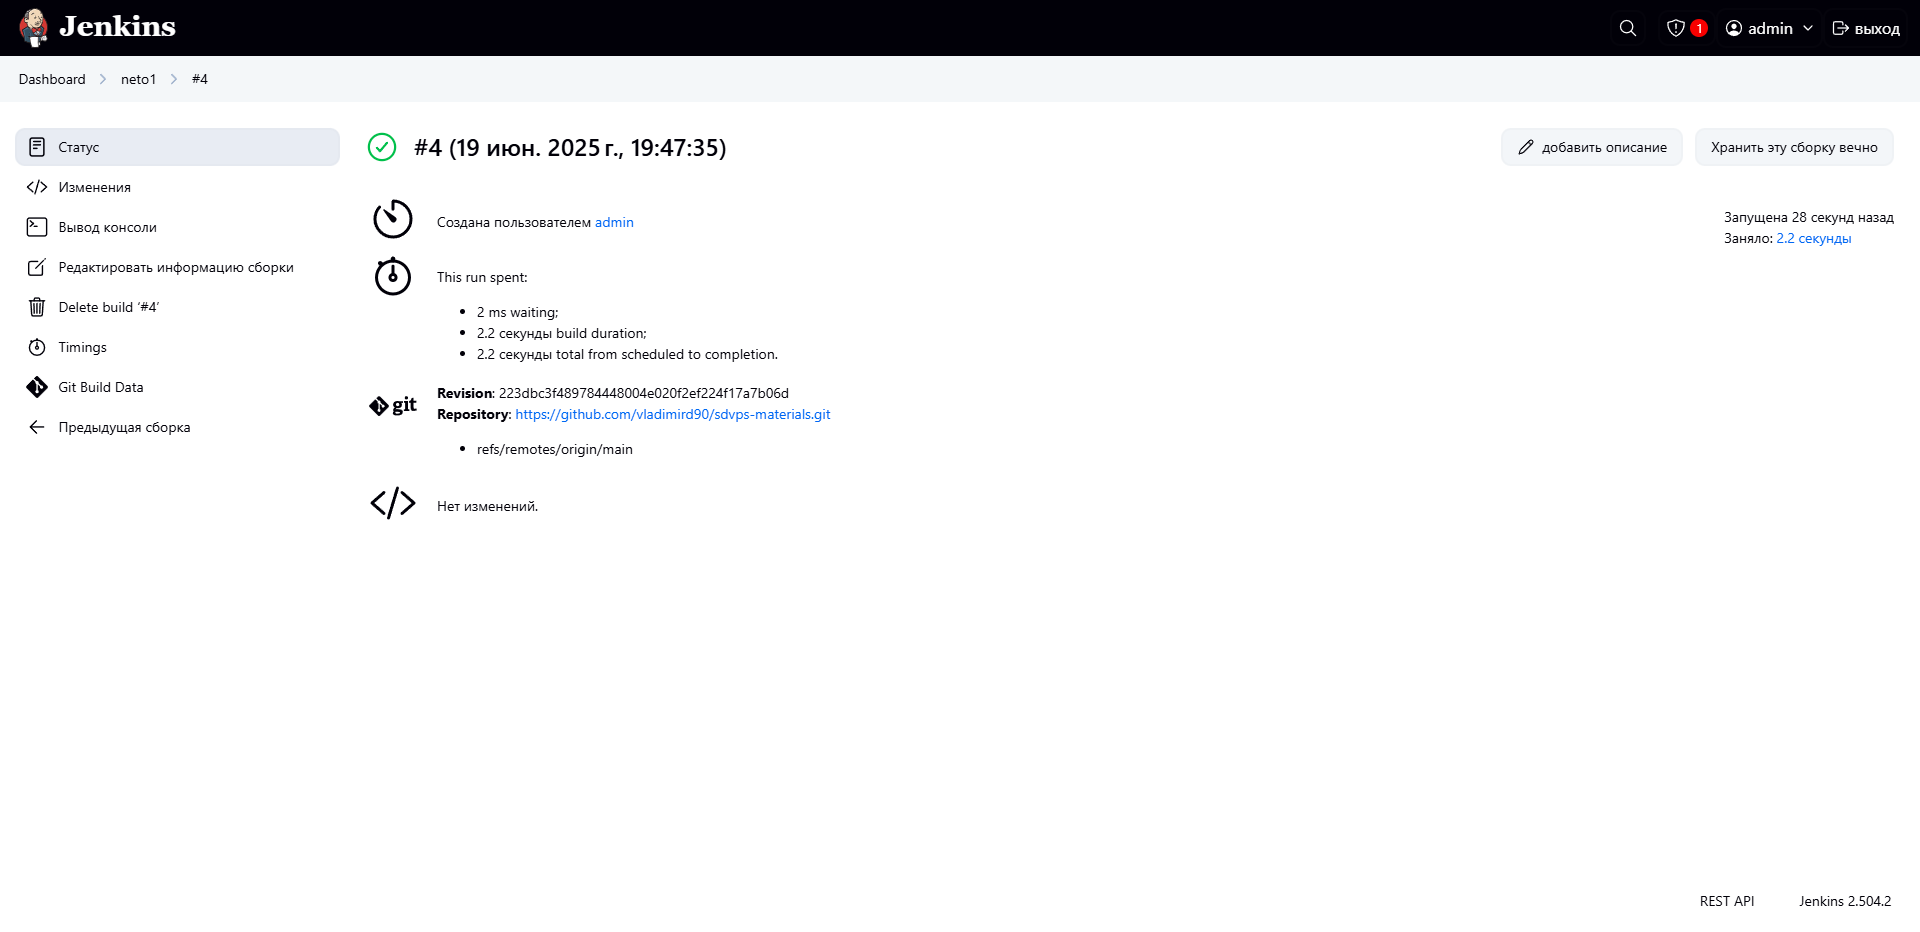 Jenkins
1
admin
выход
Dashboard
neto1
#4
Статус
Изменения
Вывод консоли
Редактировать информацию сборки
Delete build ‘#4’
Timings
Git Build Data
Предыдущая сборка
#4 (19 июн. 2025 г., 19:47:35)
добавить описание
Хранить эту сборку вечно
Создана пользователем admin
Запущена 28 секунд назад
Заняло: 2.2 секунды
This run spent:
2 ms waiting;
2.2 секунды build duration;
2.2 секунды total from scheduled to completion.
git
Revision: 223dbc3f489784448004e020f2ef224f17a7b06d
Repository: https://github.com/vladimird90/sdvps-materials.git
refs/remotes/origin/main
Нет изменений.
REST API
Jenkins 2.504.2